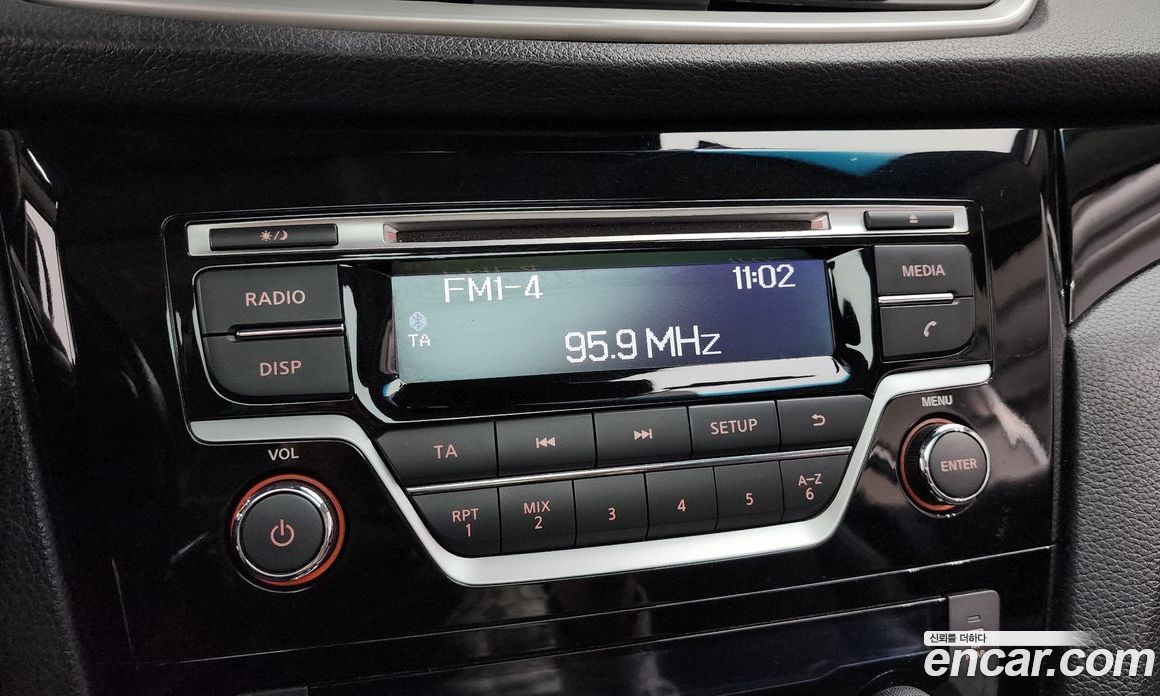 RADIO
DISP
FM1-4
11:02
TA
95.9 MHz
MEDIA
VOL
TA
SETUP
MENU
ENTER
RPT
1
MIX
2
3
4
5
A-Z
6
신뢰를 더하다
encar.com